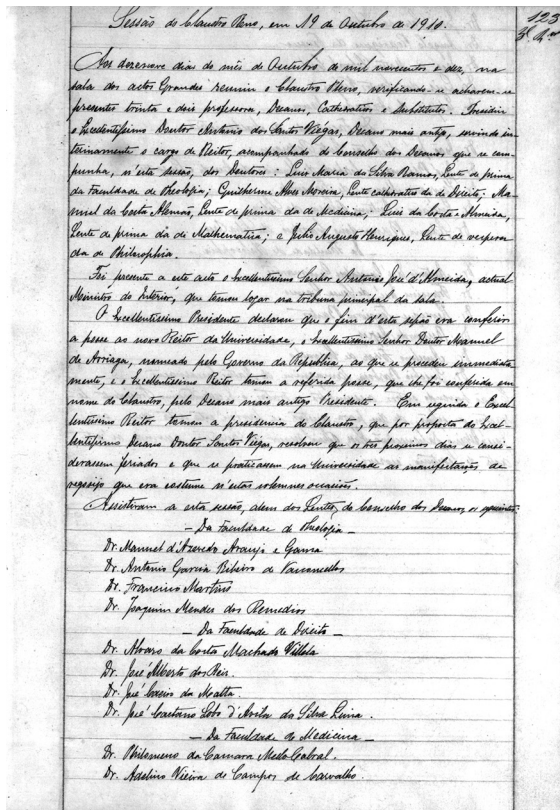 123
Sessão do Claustro Pleno, em 19 de Outubro de 1910.
Aos dezenove dias do mês de Outubro de mil novecentos e dez, na
sala dos actos Grandes reunin o Claustro Pleno, verificando-se acharem-se
presentes trinta e dois professores, Decanos, Cathedraticos e Substitutos. Presidiu
o Excellentissimo Doutor Antonio dos Santos Viegas, Decano mais antigo, servindo in-
terinamente o cargo de Reitor, acompanhado do Conselho dos Decanos que se com-
punha, n'esta sessão, dos Doutores: Luis Maria da Silva Ramos, Lente de prima
da Faculdade de Theologia; Guilherme Alves Moreira, Lente cathedratico da de Direito; Ma-
nuel da Costa Alemão, Lente de prima da de Medicina; Luis da Costa e Almeida,
Lente de prima da de Mathematica; e Julio Augusto Henriques, Lente de vespera
da de Philosophia.
Foi presente a este acto o Excellentissimo Senhor Antonio José d'Almeida, actual
Ministro do Interior, que tomou logar na tribuna principal da sala.
O Excellentissimo Presidente declarou que o fim d'esta sessão era conferir
a posse ao novo Reitor da Universidade, o Excellentissimo Senhor Doutor Manuel
de Arriaga, nomeado pelo Governo da Republica, ao que se procedeu immediata-
mente, e o Excellentissimo Reitor tomou a referida posse, que lhe foi conferida em
nome do Claustro, pelo Decano mais antigo Presidente. Em seguida o Excel-
lentissimo Reitor tomou a presidencia do Claustro, que por proposta do Excel-
lentissimo Decano Doutor Santos Viegas, resolveu que os tres proximos dias se consi-
derassem feriados e que se praticassem na Universidade as manifestações de
regosijo que era costume n'estas solemnes occasiões.
Assistiram a esta sessão, alem dos Lentes do Conselho dos Decanos, os seguintes:
— Da Faculdade de Theologia —
Dr. Manuel d'Azevedo Araujo e Gama
Dr. Antonio Garcia Ribeiro de Vasconcellos
Dr. Francisco Martins
Dr. Joaquim Mendes dos Remedios
— Da Faculdade de Direito —
Dr. Alvaro da Costa Machado Villela
Dr. José Alberto dos Reis.
Dr. José Caeiro da Matta.
Dr. José Caetano Lobo d'Avila da Silva Lima.
— Da Faculdade de Medicina —
Dr. Philomeno da Camara Mello Cabral.
Dr. Adelino Vieira de Campos de Carvalho.